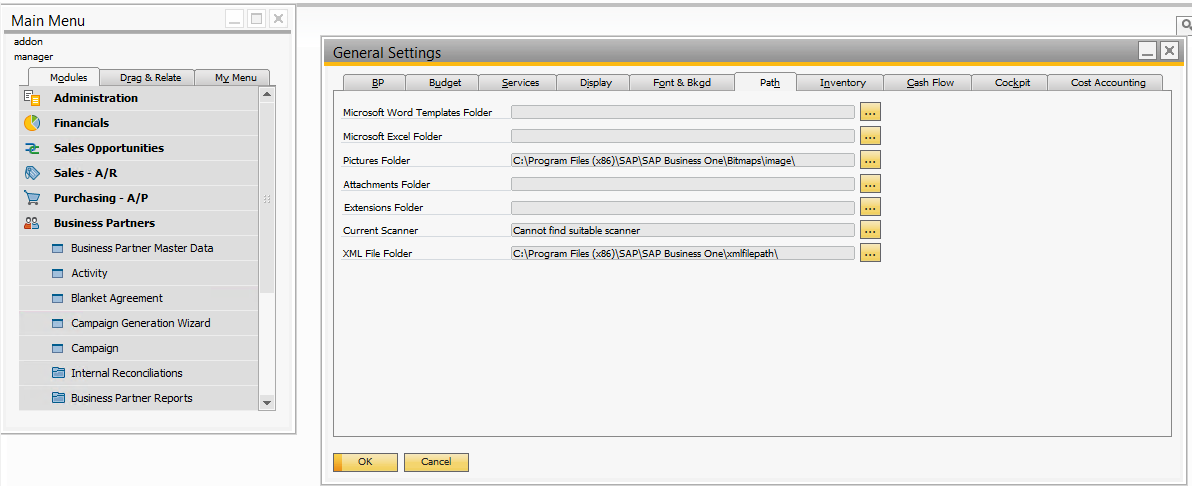 Main Menu
addon
manager
Modules Drag & Relate My Menu
Administration
Financials
Sales Opportunities
Sales - A/R
Purchasing - A/P
Business Partners
Business Partner Master Data
Activity
Blanket Agreement
Campaign Generation Wizard
Campaign
Internal Reconciliations
Business Partner Reports
General Settings
BP Budget Services Display Font & Bkgd Path Inventory Cash Flow Cockpit Cost Accounting
Microsoft Word Templates Folder ...
Microsoft Excel Folder ...
Pictures Folder C:\Program Files (x86)\SAP\SAP Business One\Bitmaps\image\ ...
Attachments Folder ...
Extensions Folder ...
Current Scanner Cannot find suitable scanner ...
XML File Folder C:\Program Files (x86)\SAP\SAP Business One\xmlfilepath\ ...
OK Cancel